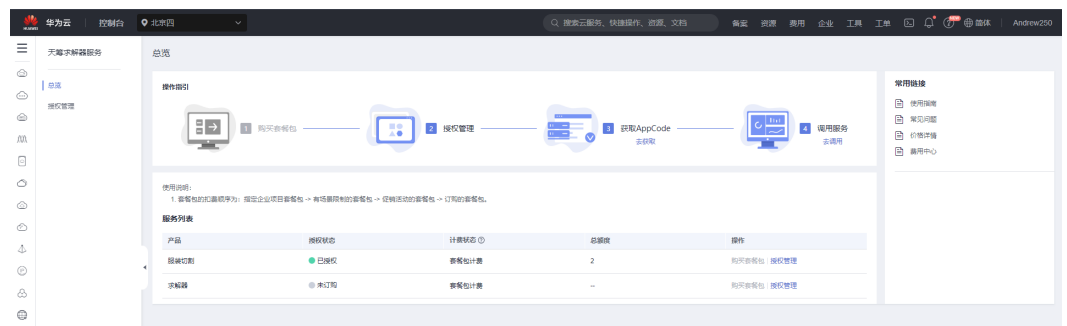 HUAWEI 华为云 控制台 北京四 搜索云服务、快捷操作、资源、文档 备案 资源 费用 企业 工具 工单 简体 Andrew250
天筹求解器服务
总览
授权管理
总览
操作指引
1 购买套餐包
2 授权管理
3 获取AppCode
去获取
4 调用服务
去调用
使用说明:
1. 套餐包的扣费顺序为：指定企业项目套餐包 -> 有场景限制的套餐包 -> 促销活动的套餐包 -> 订购的套餐包。
服务列表
产品 授权状态 计费状态 总额度 操作
服装切割 已授权 套餐包计费 2 购买套餐包 | 授权管理
求解器 未订购 套餐包计费 -- 购买套餐包 | 授权管理
常用链接
使用指南
常见问题
价格详情
费用中心